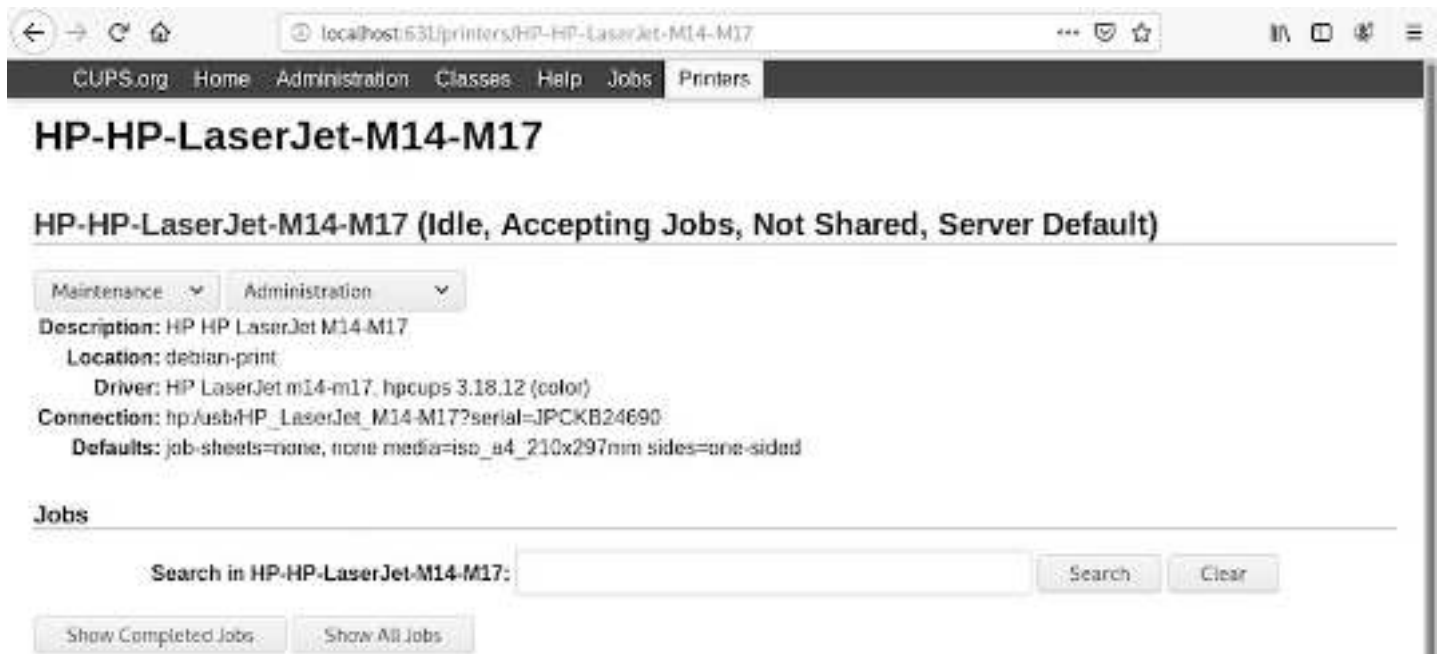 localhost:631/printers/HP-HP-LaserJet-M14-M17
CUPS.org Home Administration Classes Help Jobs Printers
HP-HP-LaserJet-M14-M17
HP-HP-LaserJet-M14-M17 (Idle, Accepting Jobs, Not Shared, Server Default)
Maintenance Administration
Description: HP HP LaserJet M14-M17
Location: debian-print
Driver: HP LaserJet m14-m17, hpcups 3.18.12 (color)
Connection: hp:/usb/HP_LaserJet_M14-M17?serial=JPCKB24690
Defaults: job-sheets=none, none media=iso_a4_210x297mm sides=one-sided
Jobs
Search in HP-HP-LaserJet-M14-M17: Search Clear
Show Completed Jobs Show All Jobs